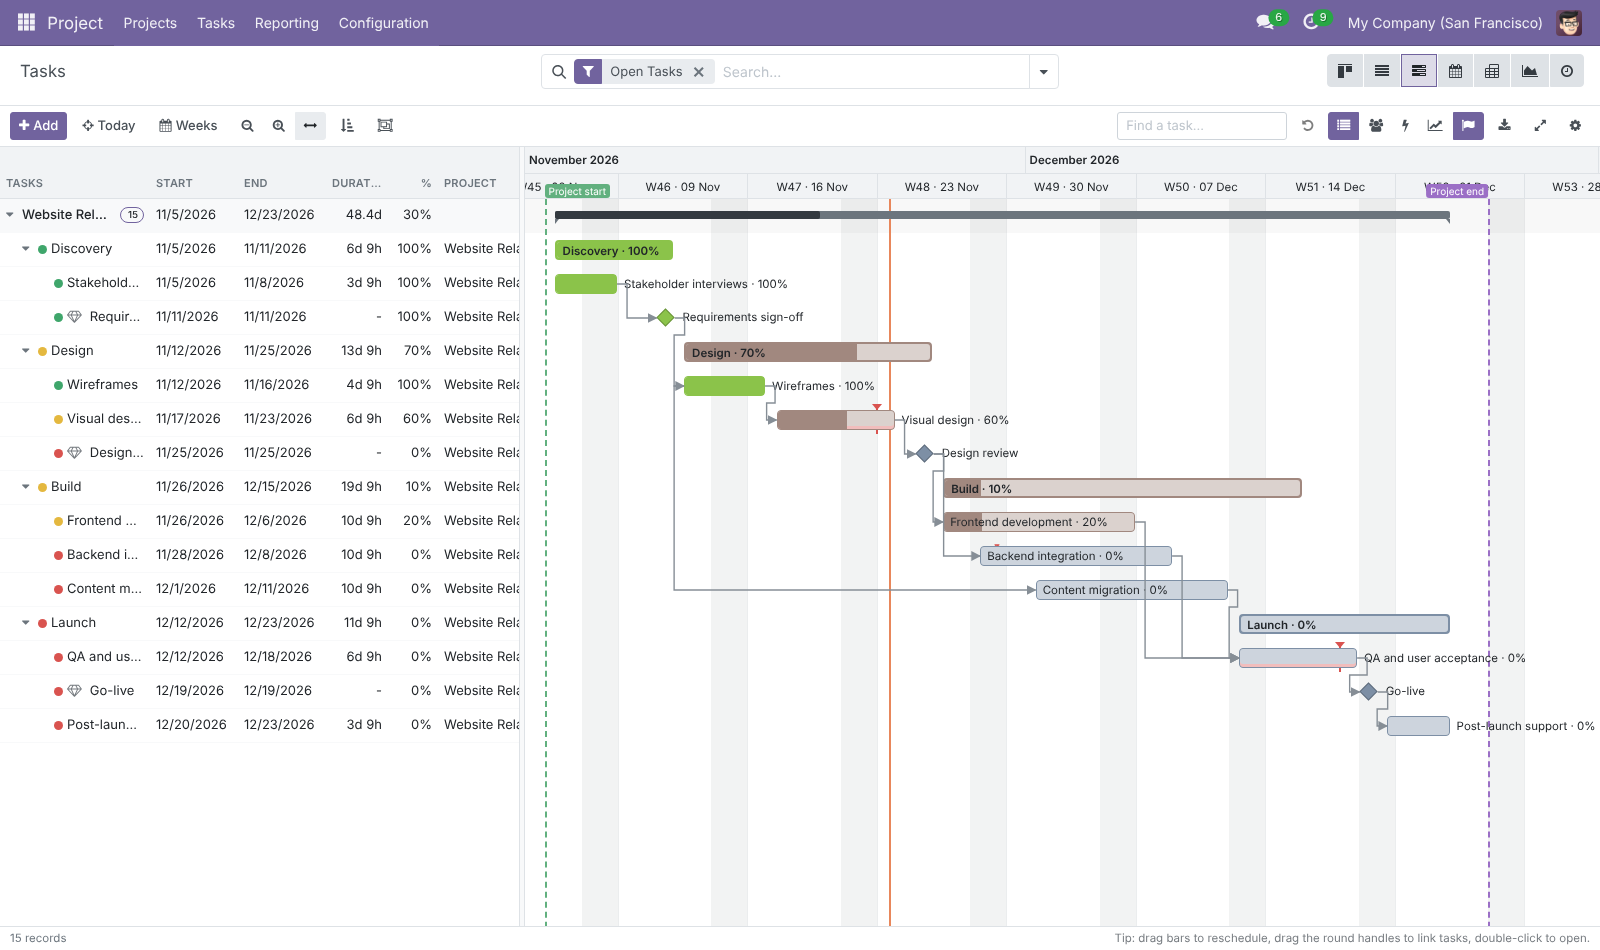 Project Projects Tasks Reporting Configuration 6 9 My Company (San Francisco)
Tasks Open Tasks Search...
Add Today Weeks Find a task...
November 2026 December 2026
TASKS START END DURAT... % PROJECT
W46 · 09 Nov W47 · 16 Nov W48 · 23 Nov W49 · 30 Nov W50 · 07 Dec W51 · 14 Dec W53 · 28
Project start Project end
Website Rel... 15 11/5/2026 12/23/2026 48.4d 30%
Discovery 11/5/2026 11/11/2026 6d 9h 100% Website Rela Discovery · 100%
Stakehold... 11/5/2026 11/8/2026 3d 9h 100% Website Rela Stakeholder interviews · 100%
Requir... 11/11/2026 11/11/2026 - 100% Website Rela Requirements sign-off
Design 11/12/2026 11/25/2026 13d 9h 70% Website Rela Design · 70%
Wireframes 11/12/2026 11/16/2026 4d 9h 100% Website Rela Wireframes · 100%
Visual des... 11/17/2026 11/23/2026 6d 9h 60% Website Rela Visual design · 60%
Design... 11/25/2026 11/25/2026 - 0% Website Rela Design review
Build 11/26/2026 12/15/2026 19d 9h 10% Website Rela Build · 10%
Frontend ... 11/26/2026 12/6/2026 10d 9h 20% Website Rela Frontend development · 20%
Backend i... 11/28/2026 12/8/2026 10d 9h 0% Website Rela Backend integration · 0%
Content m... 12/1/2026 12/11/2026 10d 9h 0% Website Rela Content migration · 0%
Launch 12/12/2026 12/23/2026 11d 9h 0% Website Rela Launch · 0%
QA and us... 12/12/2026 12/18/2026 6d 9h 0% Website Rela QA and user acceptance · 0%
Go-live 12/19/2026 12/19/2026 - 0% Website Rela Go-live
Post-laun... 12/20/2026 12/23/2026 3d 9h 0% Website Rela Post-launch support · 0%
15 records Tip: drag bars to reschedule, drag the round handles to link tasks, double-click to open.